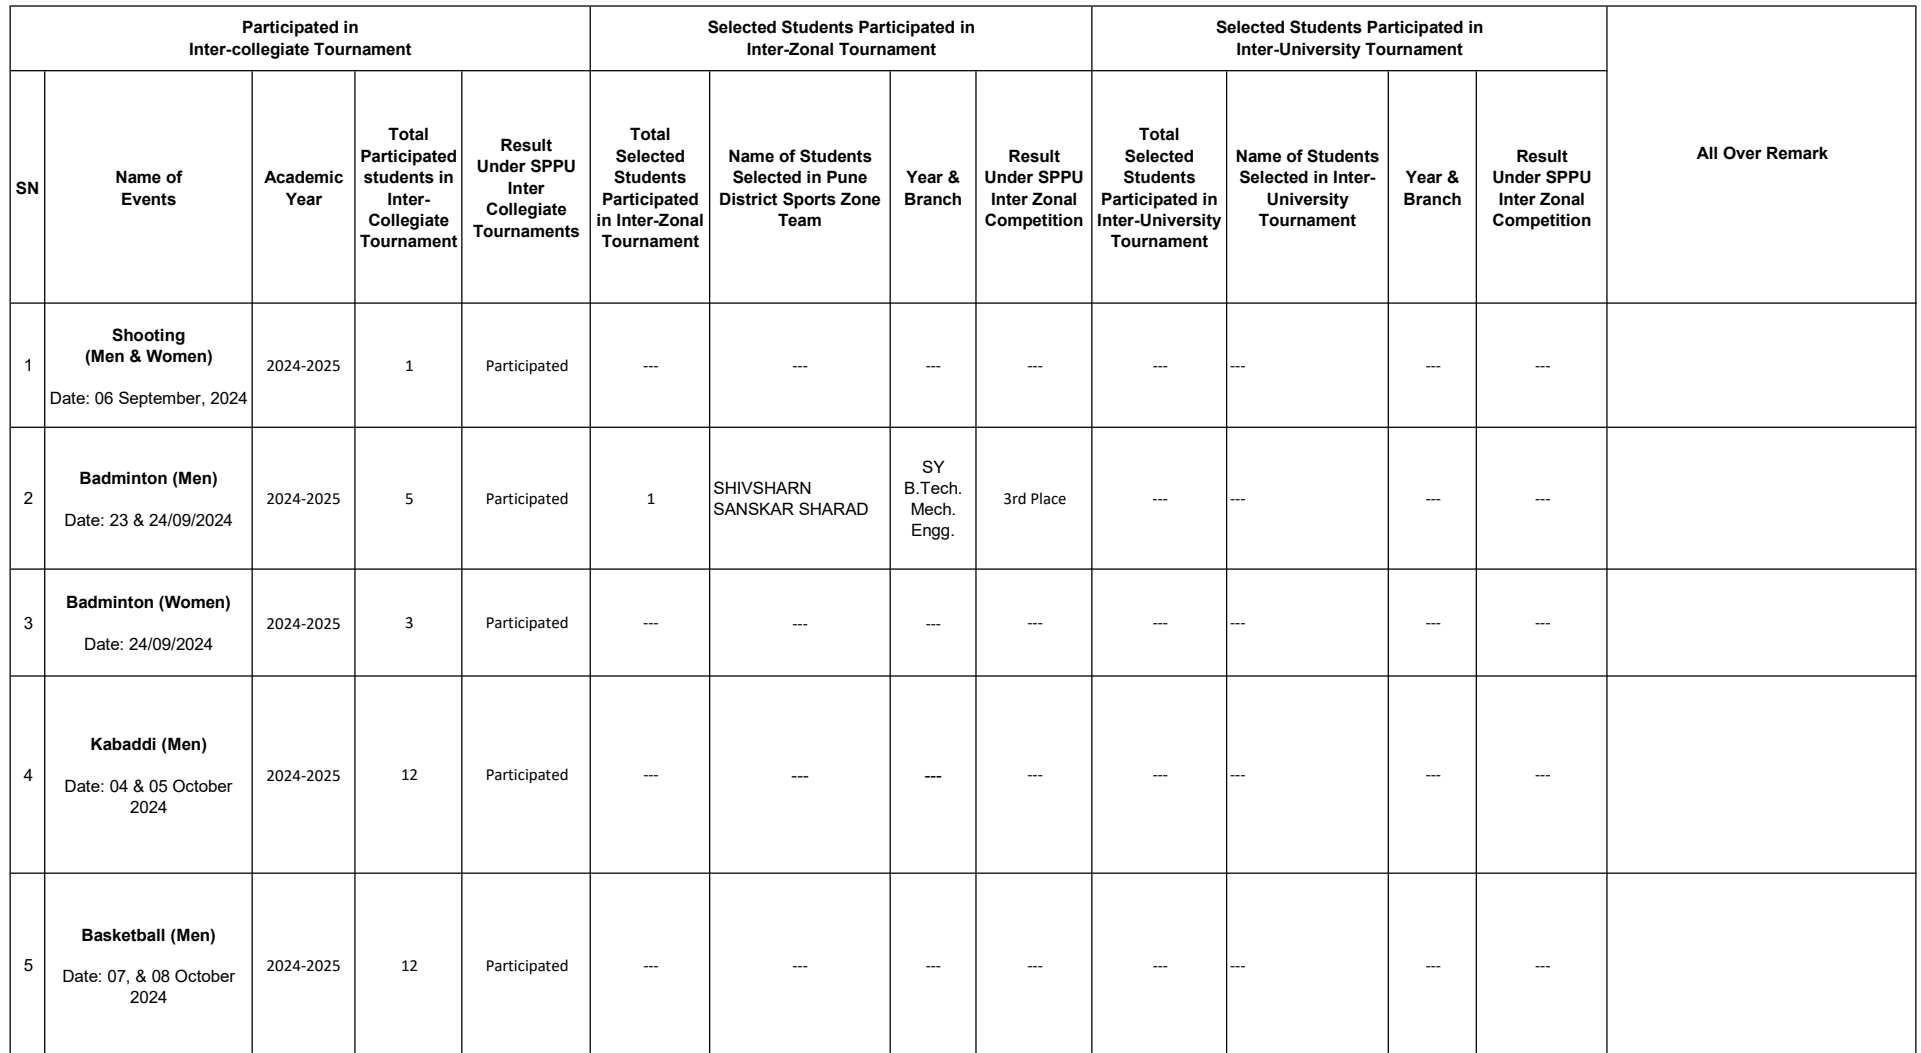 Participated in
Inter-collegiate Tournament
Selected Students Participated in
Inter-Zonal Tournament
Selected Students Participated in
Inter-University Tournament
All Over Remark
SN
Name of
Events
Academic
Year
Total
Participated
students in
Inter-
Collegiate
Tournament
Result
Under SPPU
Inter
Collegiate
Tournaments
Total
Selected
Students
Participated
in Inter-Zonal
Tournament
Name of Students
Selected in Pune
District Sports Zone
Team
Year &
Branch
Result
Under SPPU
Inter Zonal
Competition
Total
Selected
Students
Participated in
Inter-University
Tournament
Name of Students
Selected in Inter-
University
Tournament
Year &
Branch
Result
Under SPPU
Inter Zonal
Competition
1
Shooting
(Men & Women)
Date: 06 September, 2024
2024-2025
1
Participated
---
---
---
---
---
---
---
---
2
Badminton (Men)
Date: 23 & 24/09/2024
2024-2025
5
Participated
1
SHIVSHARN
SANSKAR SHARAD
SY
B.Tech.
Mech.
Engg.
3rd Place
---
---
---
---
3
Badminton (Women)
Date: 24/09/2024
2024-2025
3
Participated
---
---
---
---
---
---
---
---
4
Kabaddi (Men)
Date: 04 & 05 October
2024
2024-2025
12
Participated
---
---
---
---
---
---
---
---
5
Basketball (Men)
Date: 07, & 08 October
2024
2024-2025
12
Participated
---
---
---
---
---
---
---
---